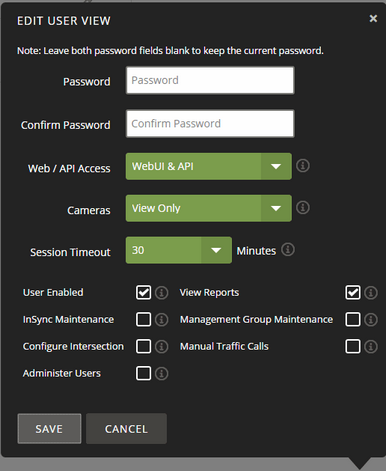 EDIT USER VIEW ×
Note: Leave both password fields blank to keep the current password.
Password Password
Confirm Password Confirm Password
Web / API Access WebUI & API
Cameras View Only
Session Timeout 30 Minutes
User Enabled View Reports
InSync Maintenance Management Group Maintenance
Configure Intersection Manual Traffic Calls
Administer Users
SAVE CANCEL